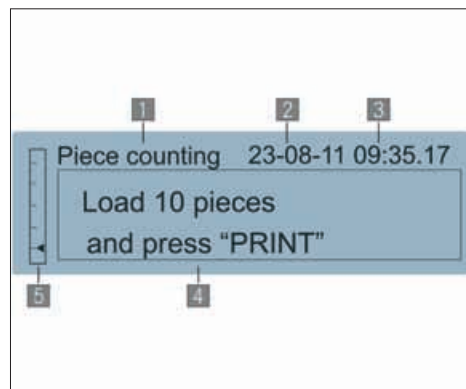 1 2 3
Piece counting 23-08-11 09:35.17
Load 10 pieces
and press “PRINT”
5 4